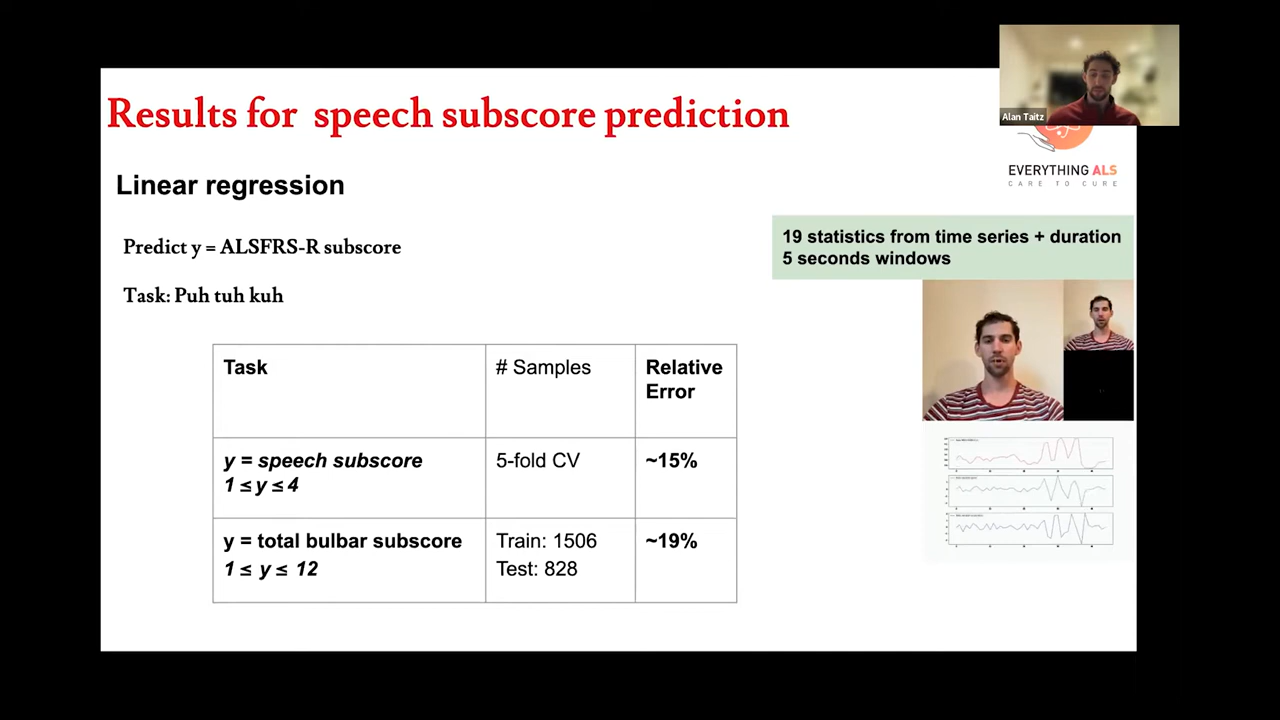 Results for speech subscore prediction
Alan Taitz
EVERYTHING ALS
CARE TO CURE
Linear regression
19 statistics from time series + duration
5 seconds windows
Predict y = ALSFRS-R subscore
Task: Puh tuh kuh
Task # Samples Relative
Error
y = speech subscore 5-fold CV ~15%
1 ≤ y ≤ 4
y = total bulbar subscore Train: 1506 ~19%
1 ≤ y ≤ 12 Test: 828